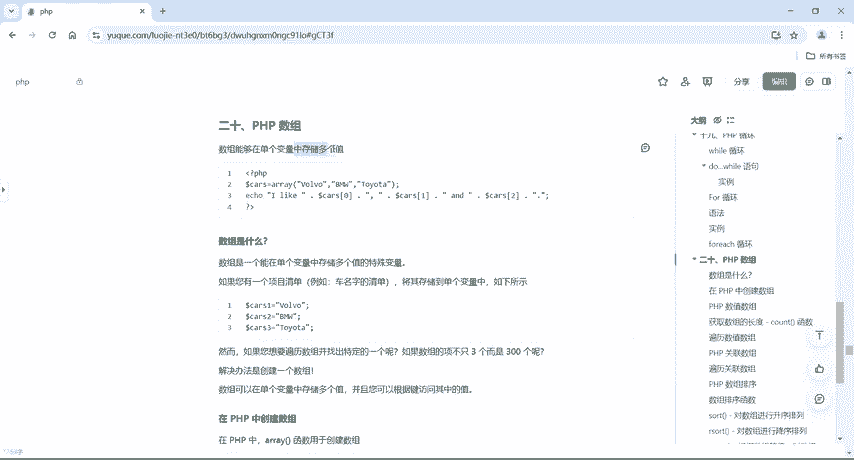 php
yuque.com/luojie-nt3e0/bt6bg3/dwuhgnxm0ngc91lo#gCT3f
所有书签
php
分享
编辑
二十、PHP 数组
数组能够在单个变量中存储多个值
1 <?php
2 $cars=array("Volvo","BMW","Toyota");
3 echo "I like " . $cars[0] . ", " . $cars[1] . " and " . $cars[2] . ".";
4 ?>
数组是什么？
数组是一个能在单个变量中存储多个值的特殊变量。
如果您有一个项目清单（例如：车名字的清单），将其存储到单个变量中，如下所示
1 $cars1="Volvo";
2 $cars2="BMW";
3 $cars3="Toyota";
然而，如果您想要遍历数组并找出特定的一个呢？如果数组的项不只 3 个而是 300 个呢？
解决办法是创建一个数组！
数组可以在单个变量中存储多个值，并且您可以根据键访问其中的值。
在 PHP 中创建数组
在 PHP 中，array() 函数用于创建数组
大纲
十九、PHP 循环
while 循环
do...while 语句
实例
For 循环
语法
实例
foreach 循环
二十、PHP 数组
数组是什么？
在 PHP 中创建数组
PHP 数值数组
获取数组的长度 - count() 函数
遍历数值数组
PHP 关联数组
遍历关联数组
PHP 数组排序
数组排序函数
sort() - 对数组进行升序排列
rsort() - 对数组进行降序排列